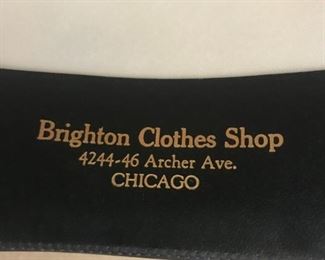 Brighton Clothes Shop
4244-46 Archer Ave.
CHICAGO